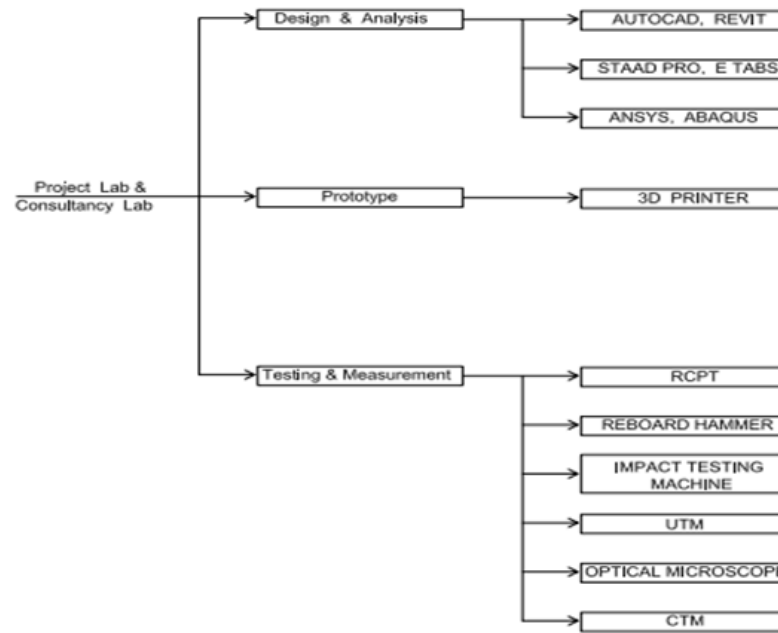 Design & Analysis
AUTOCAD, REVIT
STAAD PRO, E TABS
ANSYS, ABAQUS
Project Lab &
Consultancy Lab
Prototype
3D PRINTER
Testing & Measurement
RCPT
REBOARD HAMMER
IMPACT TESTING
MACHINE
UTM
OPTICAL MICROSCOPE
CTM